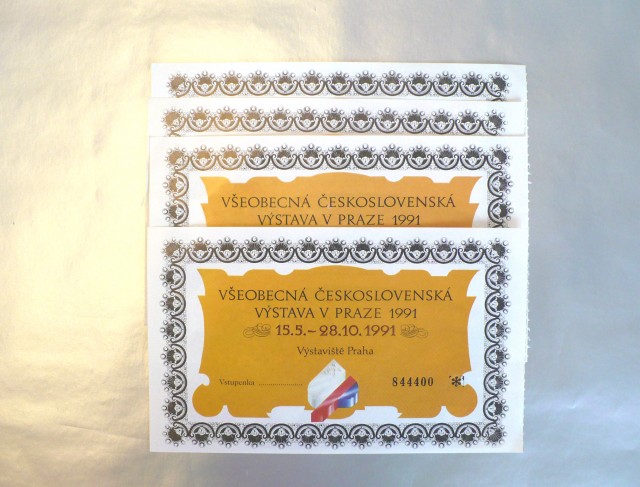 VŠEOBECNÁ ČESKOSLOVENSKÁ
VÝSTAVA V PRAZE 1991
VŠEOBECNÁ ČESKOSLOVENSKÁ
VÝSTAVA V PRAZE 1991
15.5.–28.10.1991
Výstaviště Praha
Vstupenka ..................... 844400